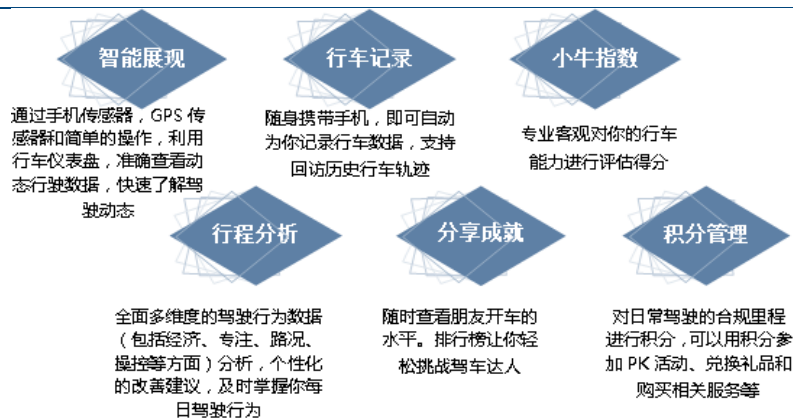 智能展现
行车记录
小牛指数
通过手机传感器，GPS 传
感器和简单的操作，利用
行车仪表盘，准确查看动
态行驶数据，快速了解驾
驶动态
随身携带手机，即可自动
为你记录行车数据，支持
回访历史行车轨迹
专业客观对你的行车
能力进行评估得分
行程分析
分享成就
积分管理
全面多维度的驾驶行为数据
（包括经济、专注、路况、
操控等方面）分析，个性化
的改善建议，及时掌握你每
日驾驶行为
随时查看朋友开车的
水平。排行榜让你轻
松挑战驾车达人
对日常驾驶的合规里程
进行积分，可以用积分参
加 PK 活动、兑换礼品和
购买相关服务等